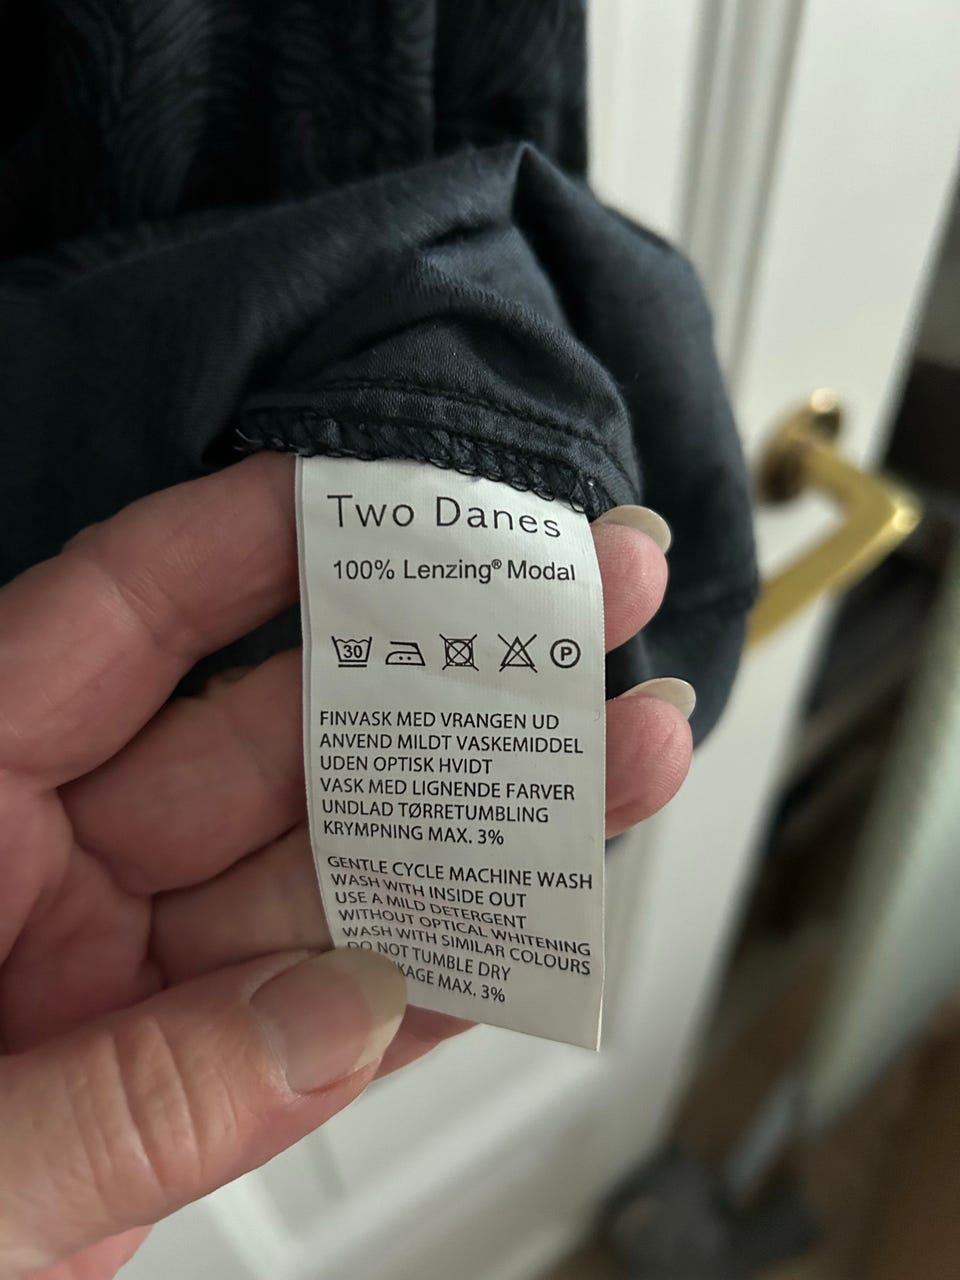 Two Danes
100% Lenzing® Modal
30 P
FINVASK MED VRANGEN UD
ANVEND MILDT VASKEMIDDEL
UDEN OPTISK HVIDT
VASK MED LIGNENDE FARVER
UNDLAD TØRRETUMBLING
KRYMPNING MAX. 3%
GENTLE CYCLE MACHINE WASH
WASH WITH INSIDE OUT
USE A MILD DETERGENT
WITHOUT OPTICAL WHITENING
WASH WITH SIMILAR COLOURS
DO NOT TUMBLE DRY
MAX. 3%